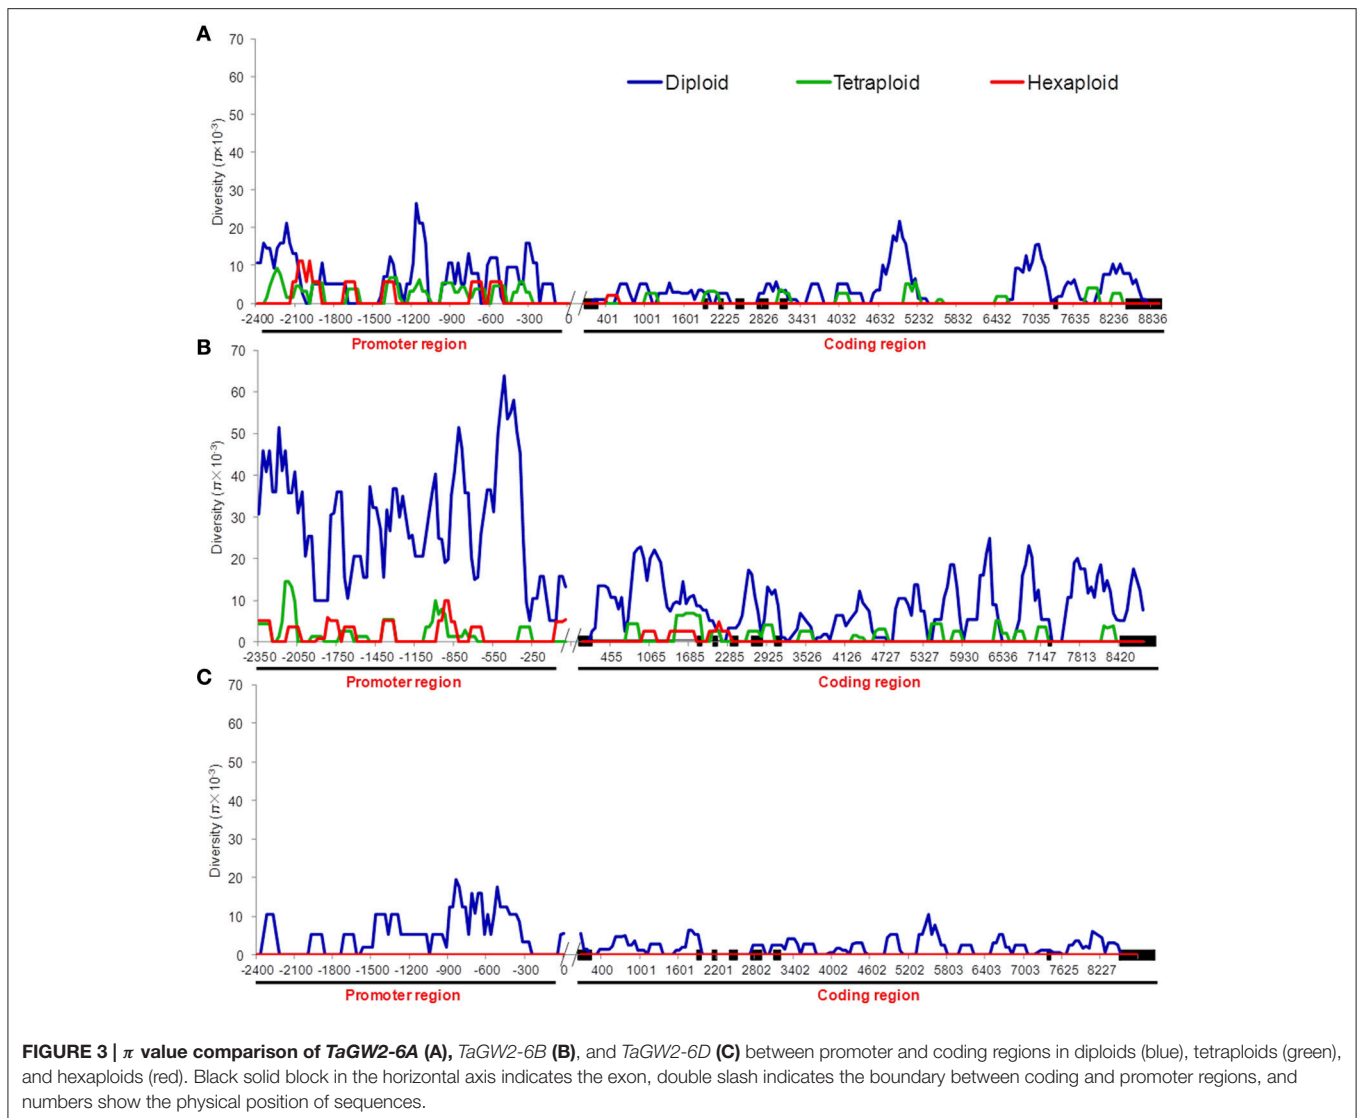 A
70
60
50
40
30
20
10
0
Diversity (π×10-3)
Diploid Tetraploid Hexaploid
-2400 -2100 -1800 -1500 -1200 -900 -600 -300 0 401 1001 1601 2225 2826 3431 4032 4632 5232 5832 6432 7035 7635 8236 8836
Promoter region Coding region
B
70
60
50
40
30
20
10
0
Diversity (π×10-3)
-2350 -2050 -1750 -1450 -1150 -850 -550 -250 455 1065 1685 2285 2925 3526 4126 4727 5327 5930 6536 7147 7813 8420
Promoter region Coding region
C
70
60
50
40
30
20
10
0
Diversity (π×10-3)
-2400 -2100 -1800 -1500 -1200 -900 -600 -300 0 400 1001 1601 2201 2802 3402 4002 4602 5202 5803 6403 7003 7625 8227
Promoter region Coding region
FIGURE 3 | π value comparison of TaGW2-6A (A), TaGW2-6B (B), and TaGW2-6D (C) between promoter and coding regions in diploids (blue), tetraploids (green),
and hexaploids (red). Black solid block in the horizontal axis indicates the exon, double slash indicates the boundary between coding and promoter regions, and
numbers show the physical position of sequences.